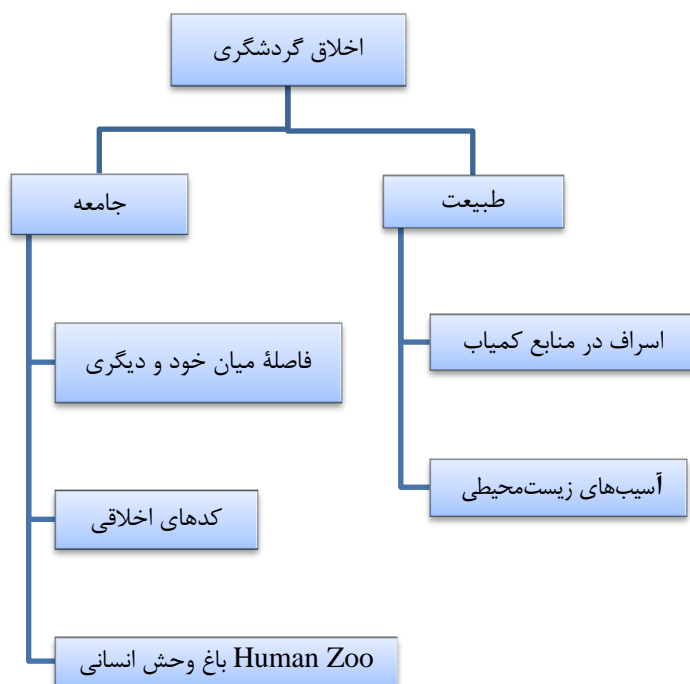 اخلاق گردشگری
طبیعت
جامعه
اسراف در منابع کمیاب
فاصلهٔ میان خود و دیگری
آسیب‌های زیست‌محیطی
کدهای اخلاقی
Human Zoo باغ وحش انسانی